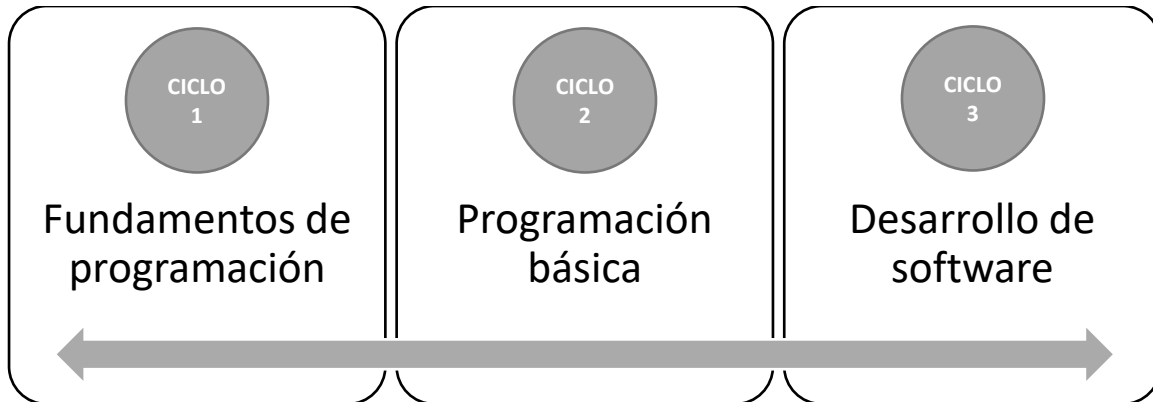 CICLO
1
Fundamentos de
programación
CICLO
2
Programación
básica
CICLO
3
Desarrollo de
software